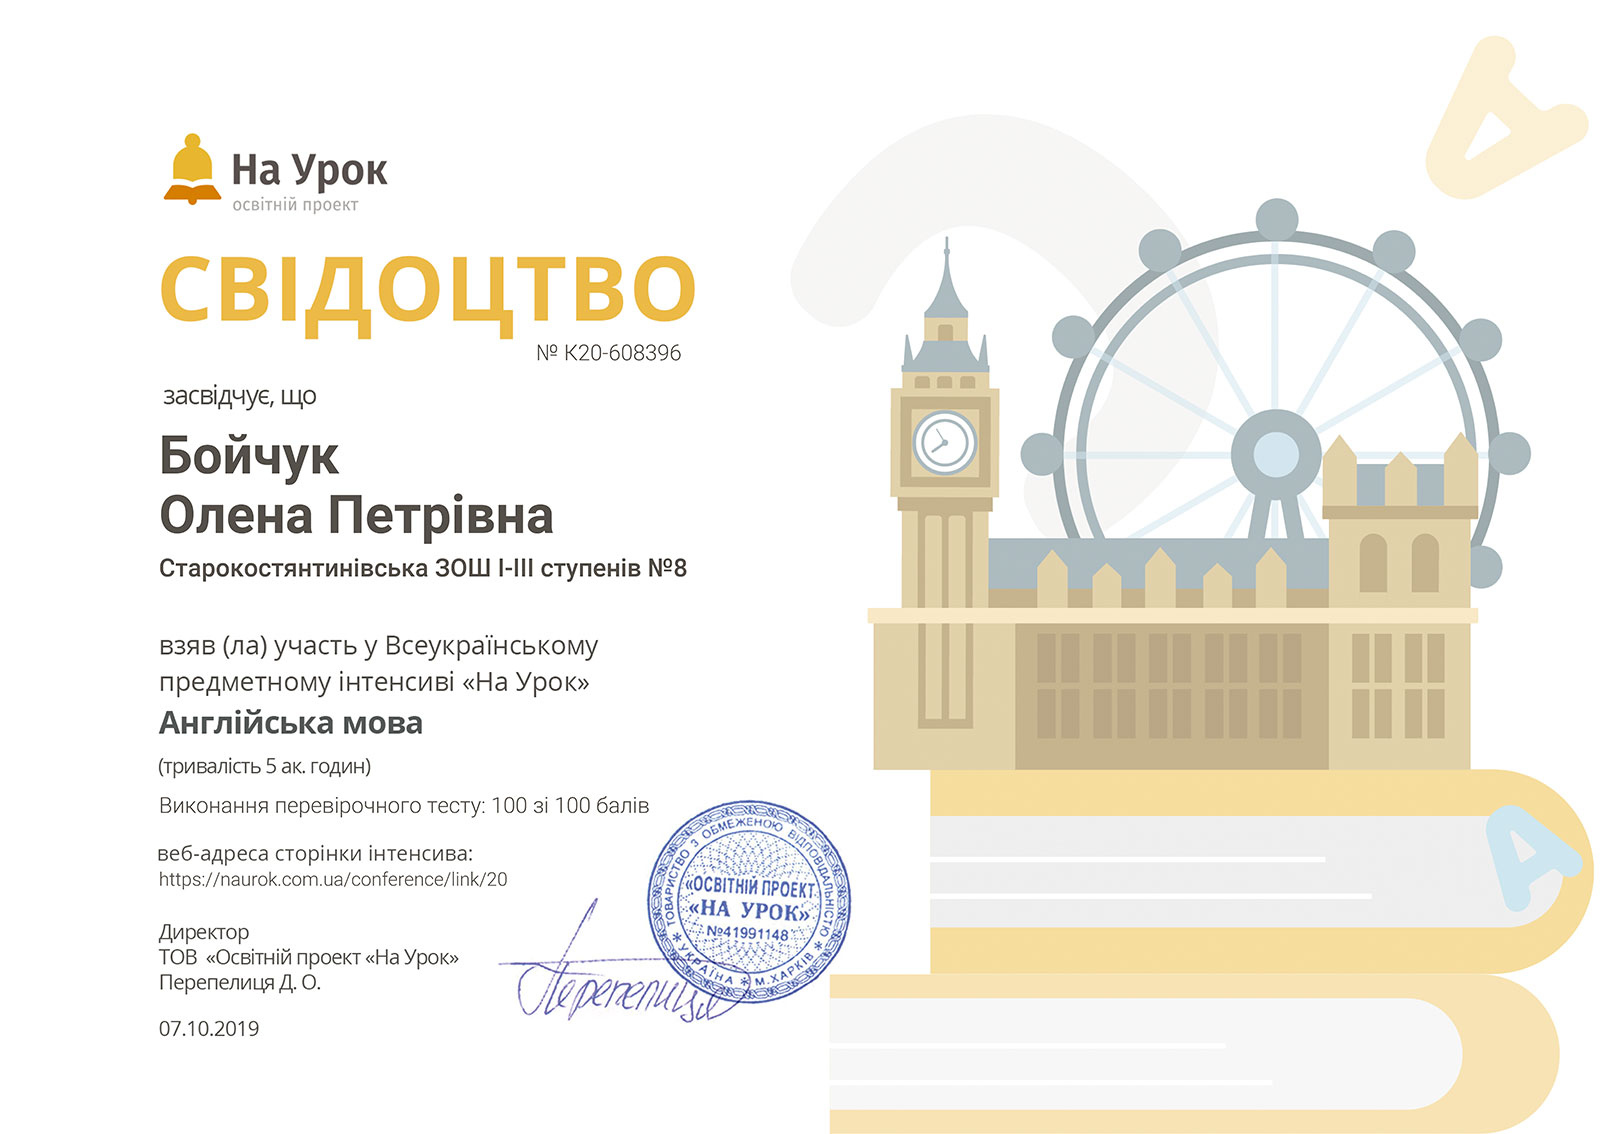 На Урок
освітній проект
СВІДОЦТВО
№ К20-608396
засвідчує, що
Бойчук
Олена Петрівна
Старокостянтинівська ЗОШ І-ІІІ ступенів №8
взяв (ла) участь у Всеукраїнському
предметному інтенсиві «На Урок»
Англійська мова
(тривалість 5 ак. годин)
Виконання перевірочного тесту: 100 зі 100 балів
веб-адреса сторінки інтенсива:
https://naurok.com.ua/conference/link/20
Директор
ТОВ «Освітній проект «На Урок»
Перепелиця Д. О.
07.10.2019
Перепелиця
ТОВАРИСТВО З ОБМЕЖЕНОЮ ВІДПОВІДАЛЬНІСТЮ
«ОСВІТНІЙ ПРОЕКТ
«НА УРОК»
№41991148
* УКРАЇНА * М.ХАРКІВ *
А
А